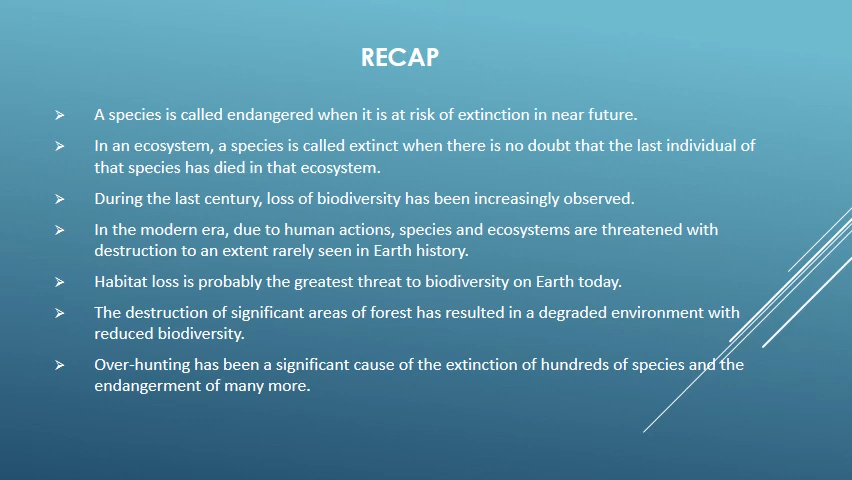 RECAP
A species is called endangered when it is at risk of extinction in near future.
In an ecosystem, a species is called extinct when there is no doubt that the last individual of
that species has died in that ecosystem.
During the last century, loss of biodiversity has been increasingly observed.
In the modern era, due to human actions, species and ecosystems are threatened with
destruction to an extent rarely seen in Earth history.
Habitat loss is probably the greatest threat to biodiversity on Earth today.
The destruction of significant areas of forest has resulted in a degraded environment with
reduced biodiversity.
Over-hunting has been a significant cause of the extinction of hundreds of species and the
endangerment of many more.